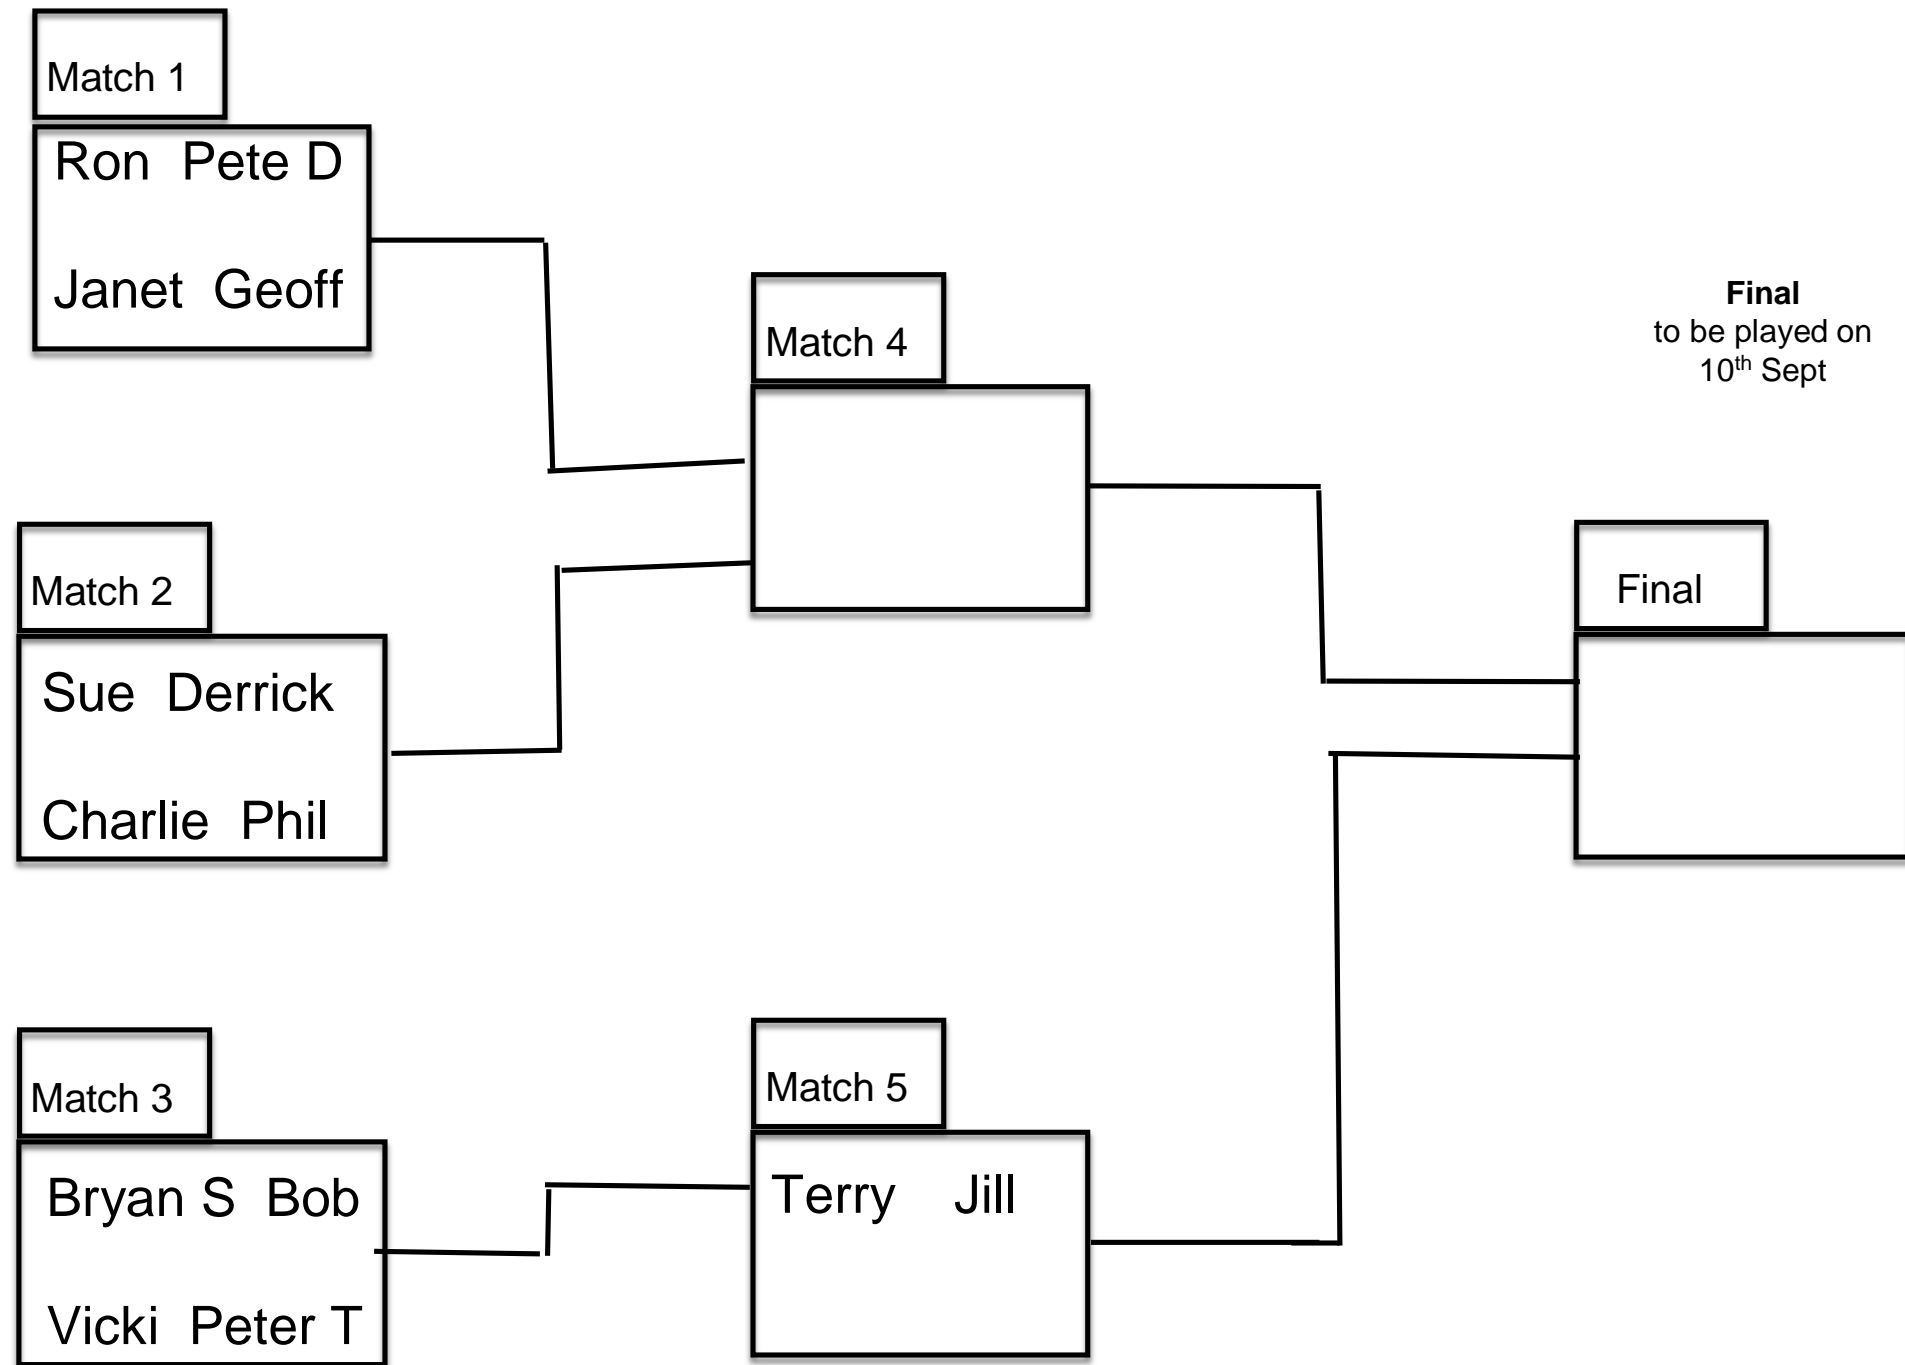 Match 1
Ron  Pete D
Janet  Geoff
Match 2
Sue  Derrick
Charlie  Phil
Match 3
Bryan S  Bob
Vicki  Peter T
Match 4
Match 5
Terry    Jill
Final
to be played on
10th Sept
Final